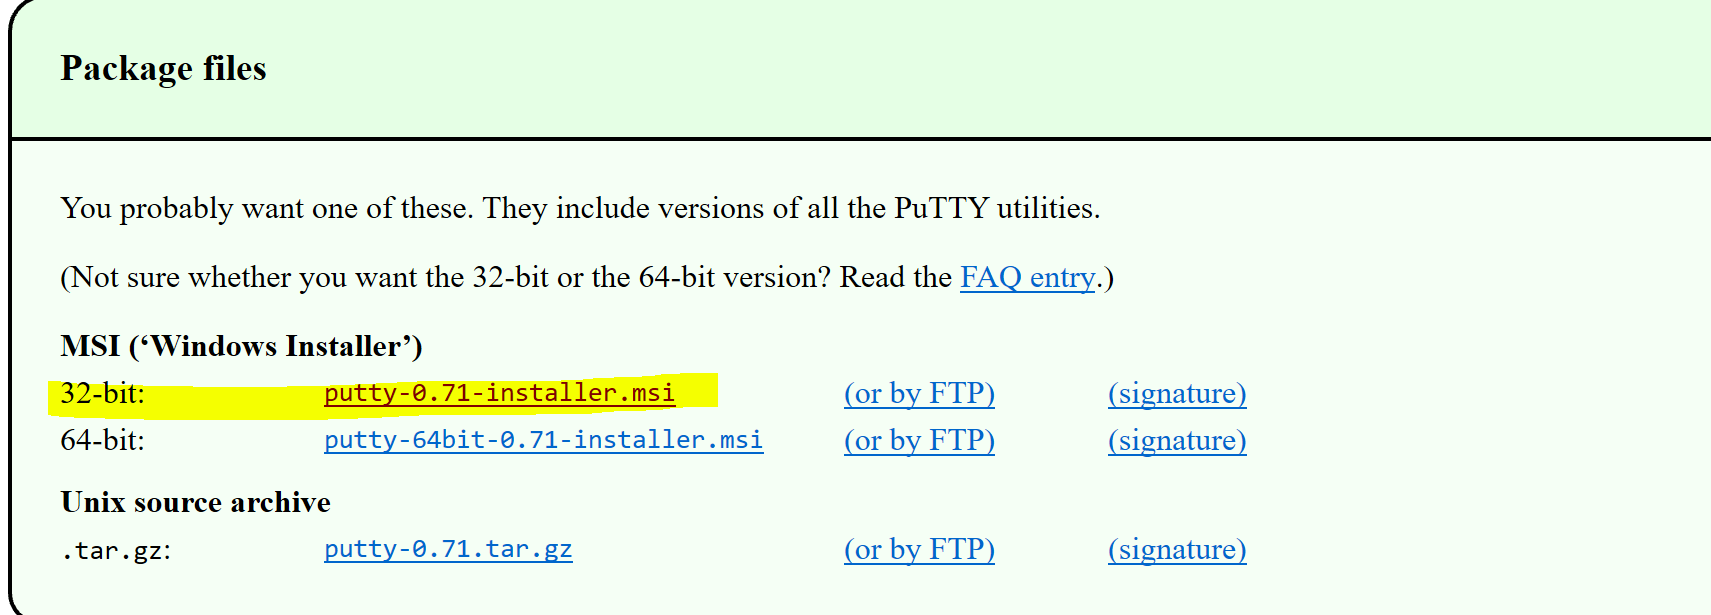 Package files
You probably want one of these. They include versions of all the PuTTY utilities.
(Not sure whether you want the 32-bit or the 64-bit version? Read the FAQ entry.)
MSI (‘Windows Installer’)
32-bit: putty-0.71-installer.msi (or by FTP) (signature)
64-bit: putty-64bit-0.71-installer.msi (or by FTP) (signature)
Unix source archive
.tar.gz: putty-0.71.tar.gz (or by FTP) (signature)